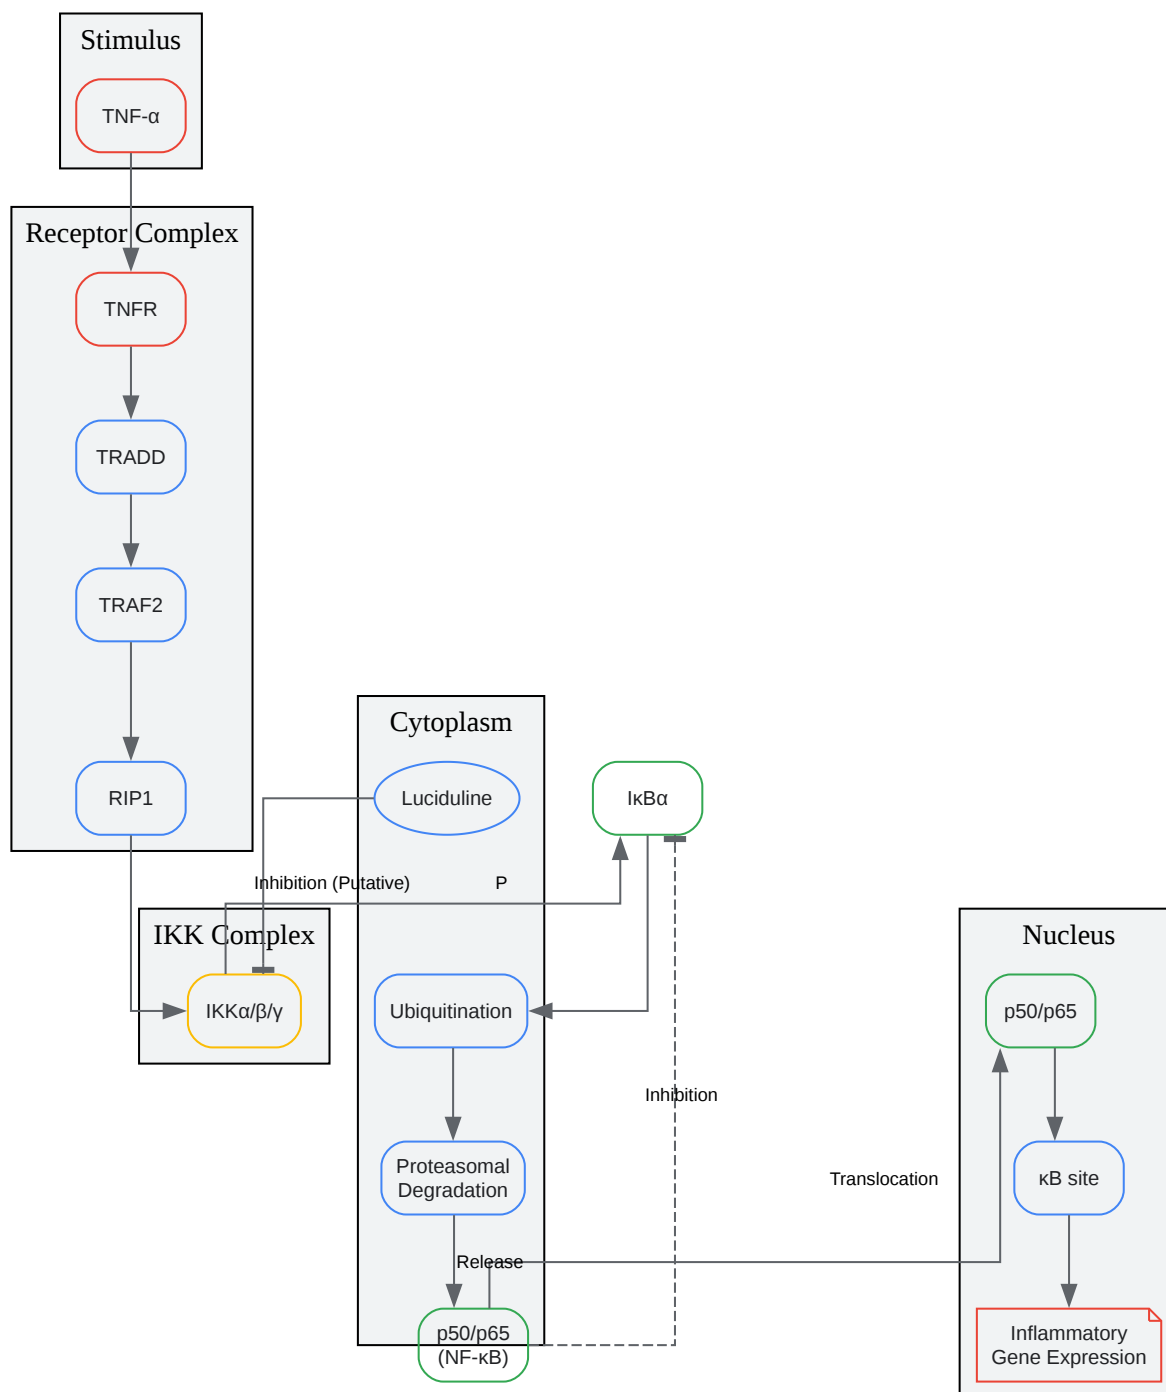 Stimulus
TNF-α
Receptor Complex
TNFR
TRADD
TRAF2
RIP1
Cytoplasm
Luciduline
IκBα
Inhibition (Putative)
P
IKK Complex
IKKα/β/γ
Ubiquitination
Inhibition
Proteasomal
Degradation
Release
p50/p65
(NF-κB)
Translocation
Nucleus
p50/p65
κB site
Inflammatory
Gene Expression